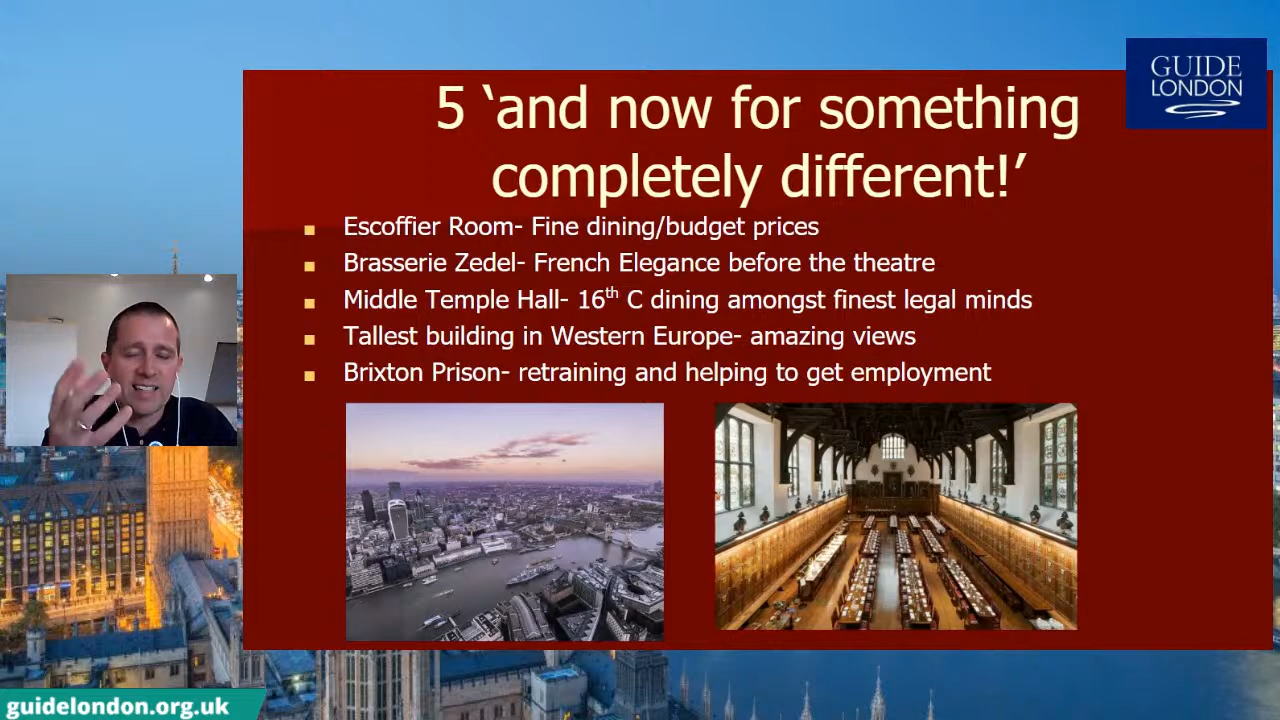 GUIDE
LONDON
5 ‘and now for something
completely different!’
Escoffier Room- Fine dining/budget prices
Brasserie Zedel- French Elegance before the theatre
Middle Temple Hall- 16th C dining amongst finest legal minds
Tallest building in Western Europe- amazing views
Brixton Prison- retraining and helping to get employment
guidelondon.org.uk